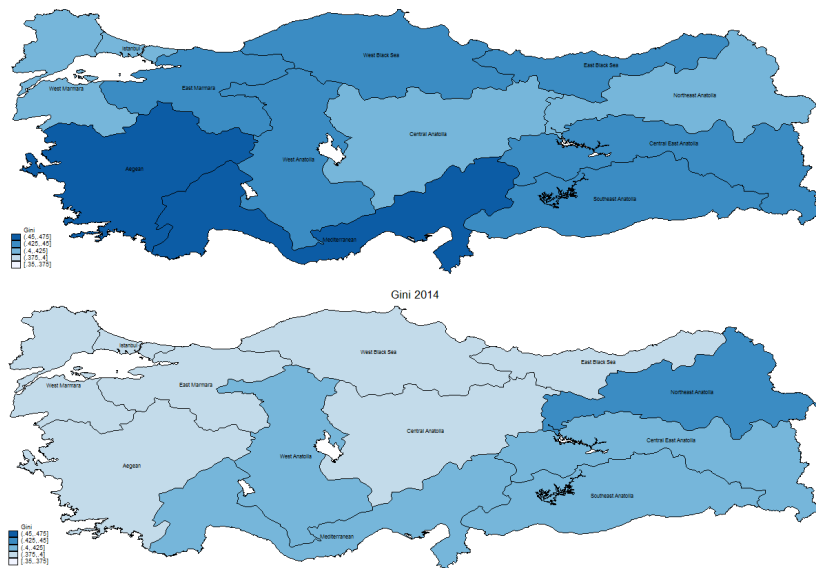 Istanbul
West Black Sea
East Black Sea
West Marmara
East Marmara
Northeast Anatolia
Central Anatolia
Central East Anatolia
Aegean
West Anatolia
Southeast Anatolia
Mediterranean
Gini
(.45,.475]
(.425,.45]
(.4,.425]
(.375,.4]
[.35,.375]
Gini 2014
Istanbul
West Black Sea
East Black Sea
West Marmara
East Marmara
Northeast Anatolia
Central Anatolia
Central East Anatolia
Aegean
West Anatolia
Southeast Anatolia
Mediterranean
Gini
(.45,.475]
(.425,.45]
(.4,.425]
(.375,.4]
[.35,.375]